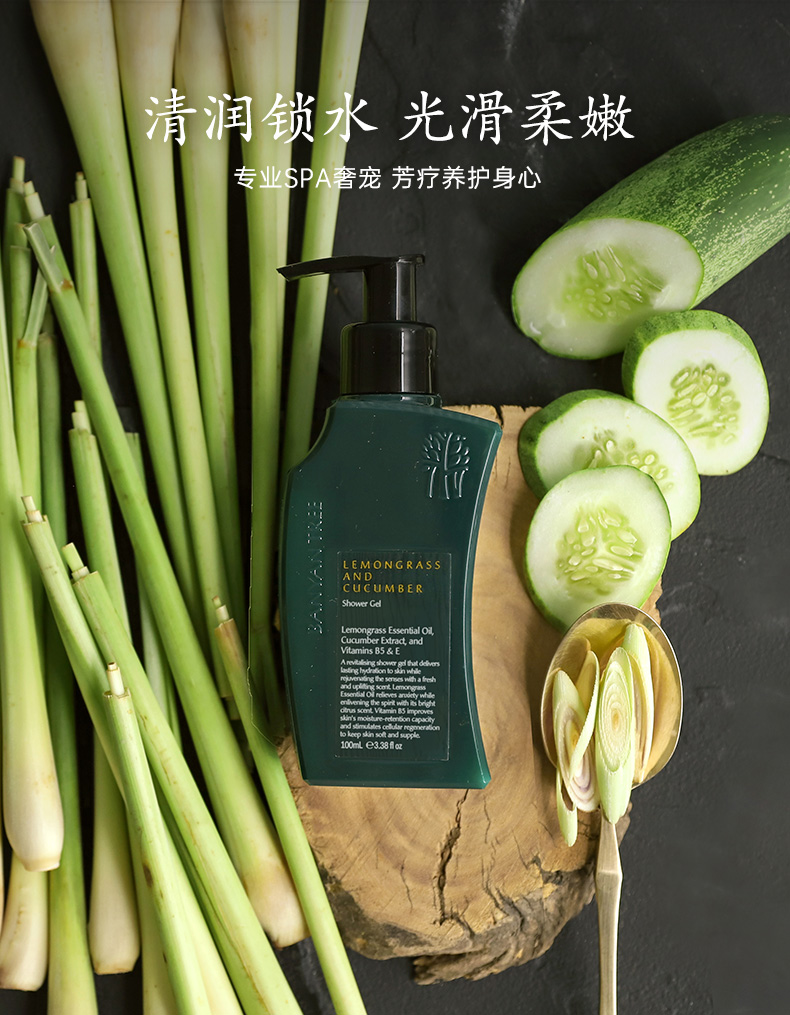 清润锁水 光滑柔嫩
专业SPA奢宠 芳疗养护身心
BANYAN TREE
LEMONGRASS
AND
CUCUMBER
Shower Gel
Lemongrass Essential Oil,
Cucumber Extract, and
Vitamins B5 & E
A revitalising shower gel that delivers
lasting hydration to skin while
rejuvenating the senses with a fresh
and uplifting scent. Lemongrass
Essential Oil relieves anxiety while
enlivening the spirit with its bright
citrus scent. Vitamin B5 improves
skin's moisture-retention capacity
and stimulates cellular regeneration
to keep skin soft and supple.
100mL ℮3.38 fl oz